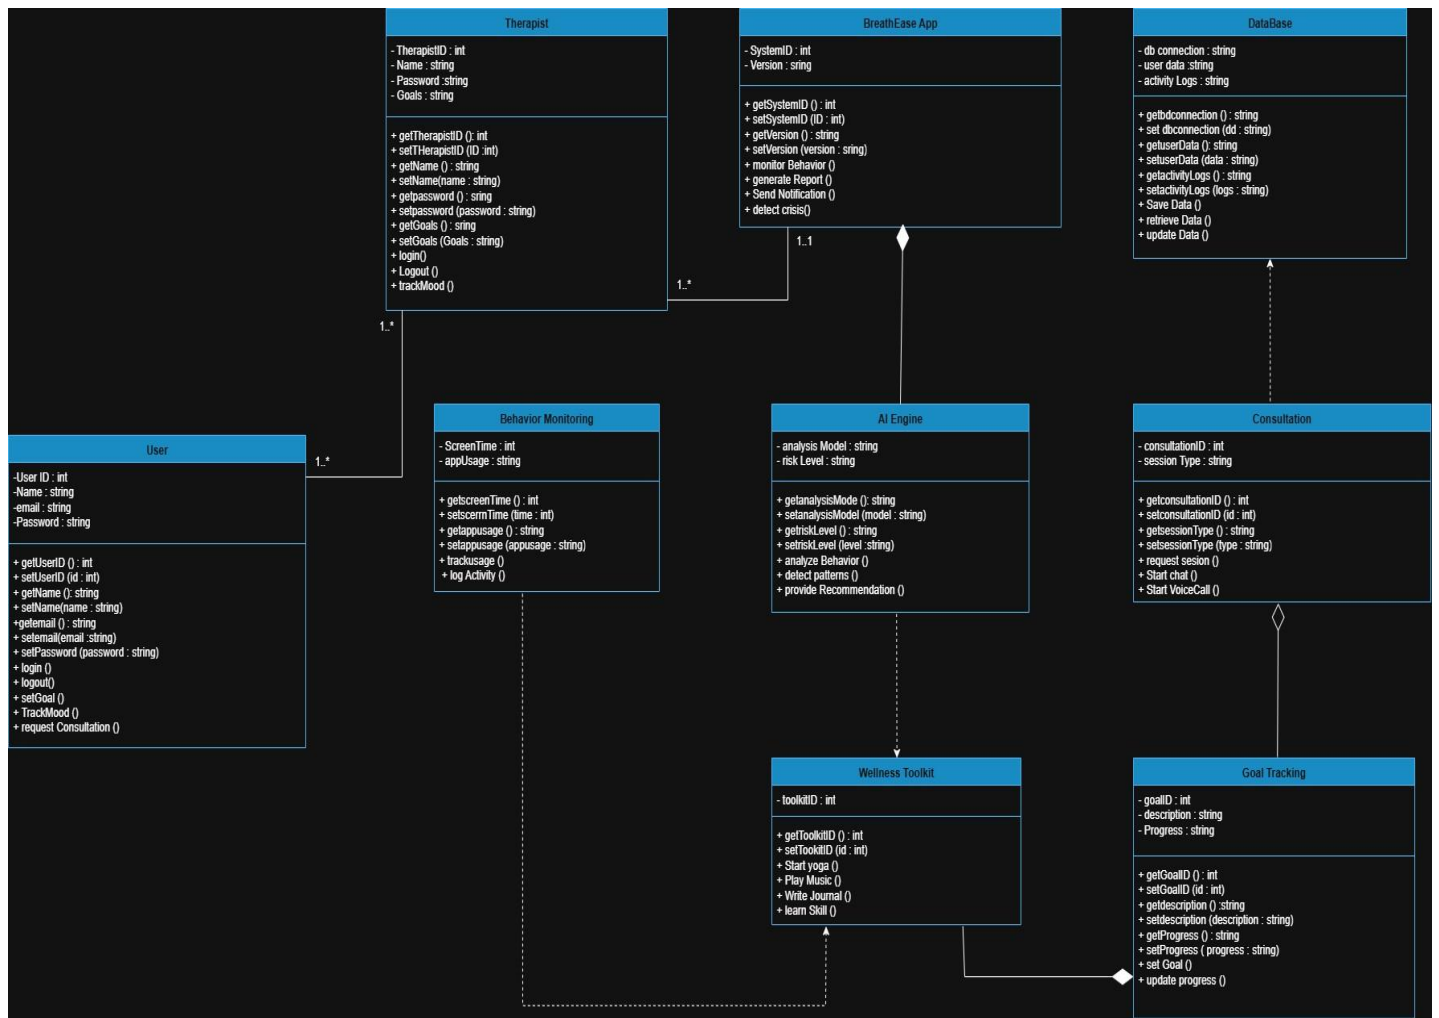 Therapist
- TherapistID : int
- Name : string
- Password :string
- Goals : string
+ getTherapistID (): int
+ setTHerapistID (ID :int)
+ getName () : string
+ setName(name : string)
+ getpassword () : sring
+ setpassword (password : string)
+ getGoals () : sring
+ setGoals (Goals : string)
+ login()
+ Logout ()
+ trackMood ()
BreathEase App
- SystemID : int
- Version : sring
+ getSystemID () : int
+ setSystemID (ID : int)
+ getVersion () : string
+ setVersion (version : sring)
+ monitor Behavior ()
+ generate Report ()
+ Send Notification ()
+ detect crisis()
DataBase
- db connection : string
- user data :string
- activity Logs : string
+ getbdconnection () : string
+ set dbconnection (dd : string)
+ getuserData (): string
+ setuserData (data : string)
+ getactivityLogs () : string
+ setactivityLogs (logs : string)
+ Save Data ()
+ retrieve Data ()
+ update Data ()
1..1
1..*
1..*
1..*
User
-User ID : int
-Name : string
-email : string
-Password : string
+ getUserID () : int
+ setUserID (id : int)
+ getName (): string
+ setName(name : string)
+getemail () : string
+ setemail(email :string)
+ setPassword (password : string)
+ login ()
+ logout()
+ setGoal ()
+ TrackMood ()
+ request Consultation ()
Behavior Monitoring
- ScreenTime : int
- appUsage : string
+ getscreenTime () : int
+ setscerrnTime (time : int)
+ getappusage () : string
+ setappusage (appusage : string)
+ trackusage ()
+ log Activity ()
AI Engine
- analysis Model : string
- risk Level : string
+ getanalysisMode (): string
+ setanalysisModel (model : string)
+ getriskLevel () : string
+ setriskLevel (level :string)
+ analyze Behavior ()
+ detect patterns ()
+ provide Recommendation ()
Consultation
- consultationID : int
- session Type : string
+ getconsultationID () : int
+ setconsultationID (id : int)
+ getsessionType () : string
+ setsessionType (type : string)
+ request sesion ()
+ Start chat ()
+ Start VoiceCall ()
Wellness Toolkit
- toolkitID : int
+ getToolkitID () : int
+ setTookitID (id : int)
+ Start yoga ()
+ Play Music ()
+ Write Journal ()
+ learn Skill ()
Goal Tracking
- goalID : int
- description : string
- Progress : string
+ getGoalID () : int
+ setGoalID (id : int)
+ getdescription () :string
+ setdescription (description : string)
+ getProgress () : string
+ setProgress ( progress : string)
+ set Goal ()
+ update progress ()